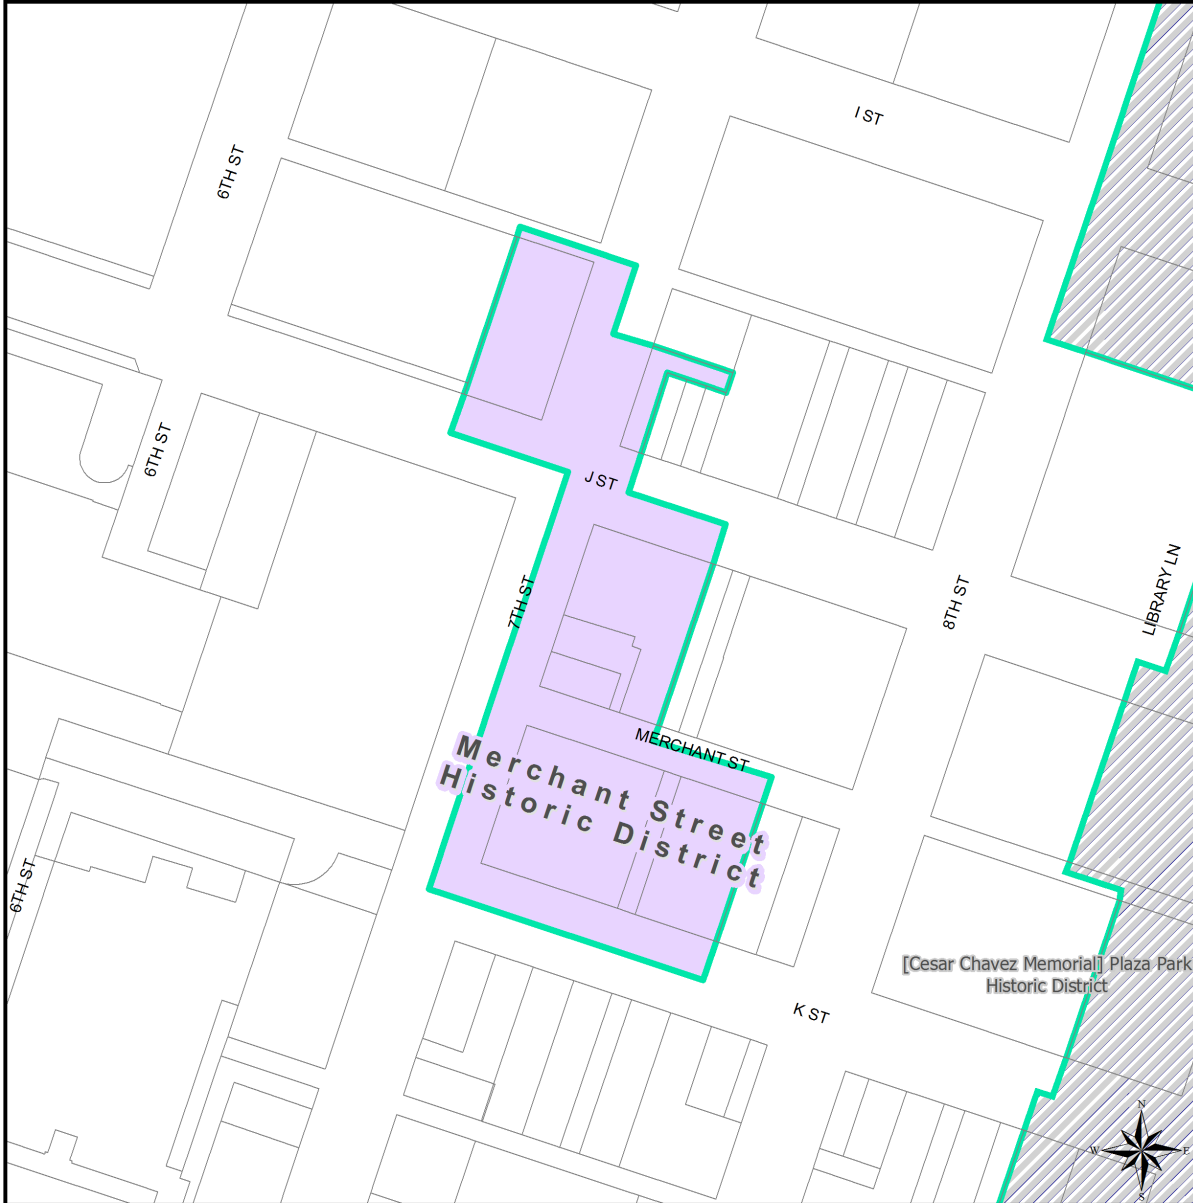 I ST
6TH ST
6TH ST
J ST
7TH ST
8TH ST
LIBRARY LN
MERCHANT ST
Merchant Street
Historic District
6TH ST
[Cesar Chavez Memorial] Plaza Park
Historic District
K ST
N
W E
S